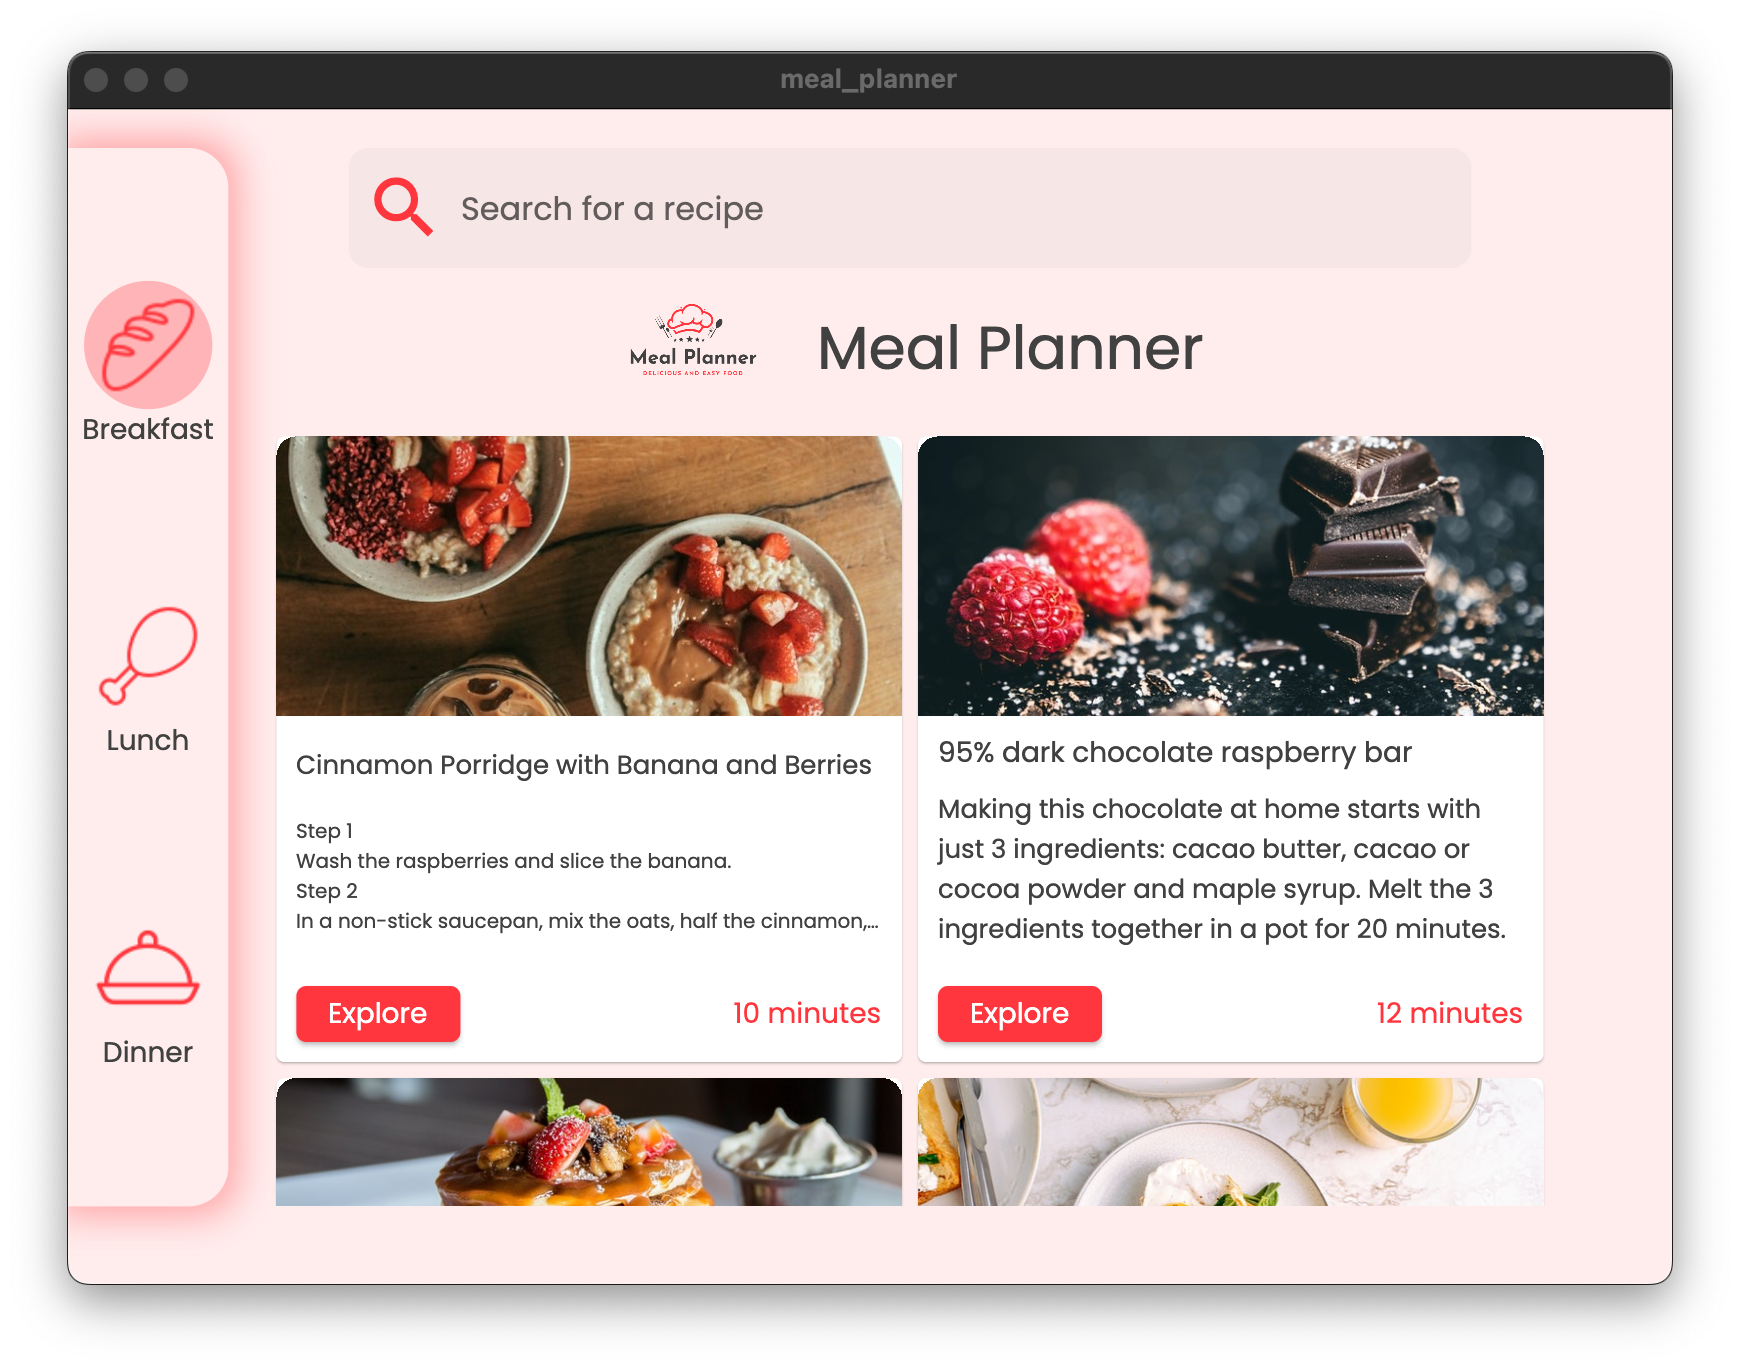 meal_planner
Search for a recipe
Meal Planner
DELICIOUS AND EASY FOOD
Meal Planner
Breakfast
Lunch
Dinner
Cinnamon Porridge with Banana and Berries
Step 1
Wash the raspberries and slice the banana.
Step 2
In a non-stick saucepan, mix the oats, half the cinnamon,...
Explore
10 minutes
95% dark chocolate raspberry bar
Making this chocolate at home starts with
just 3 ingredients: cacao butter, cacao or
cocoa powder and maple syrup. Melt the 3
ingredients together in a pot for 20 minutes.
Explore
12 minutes